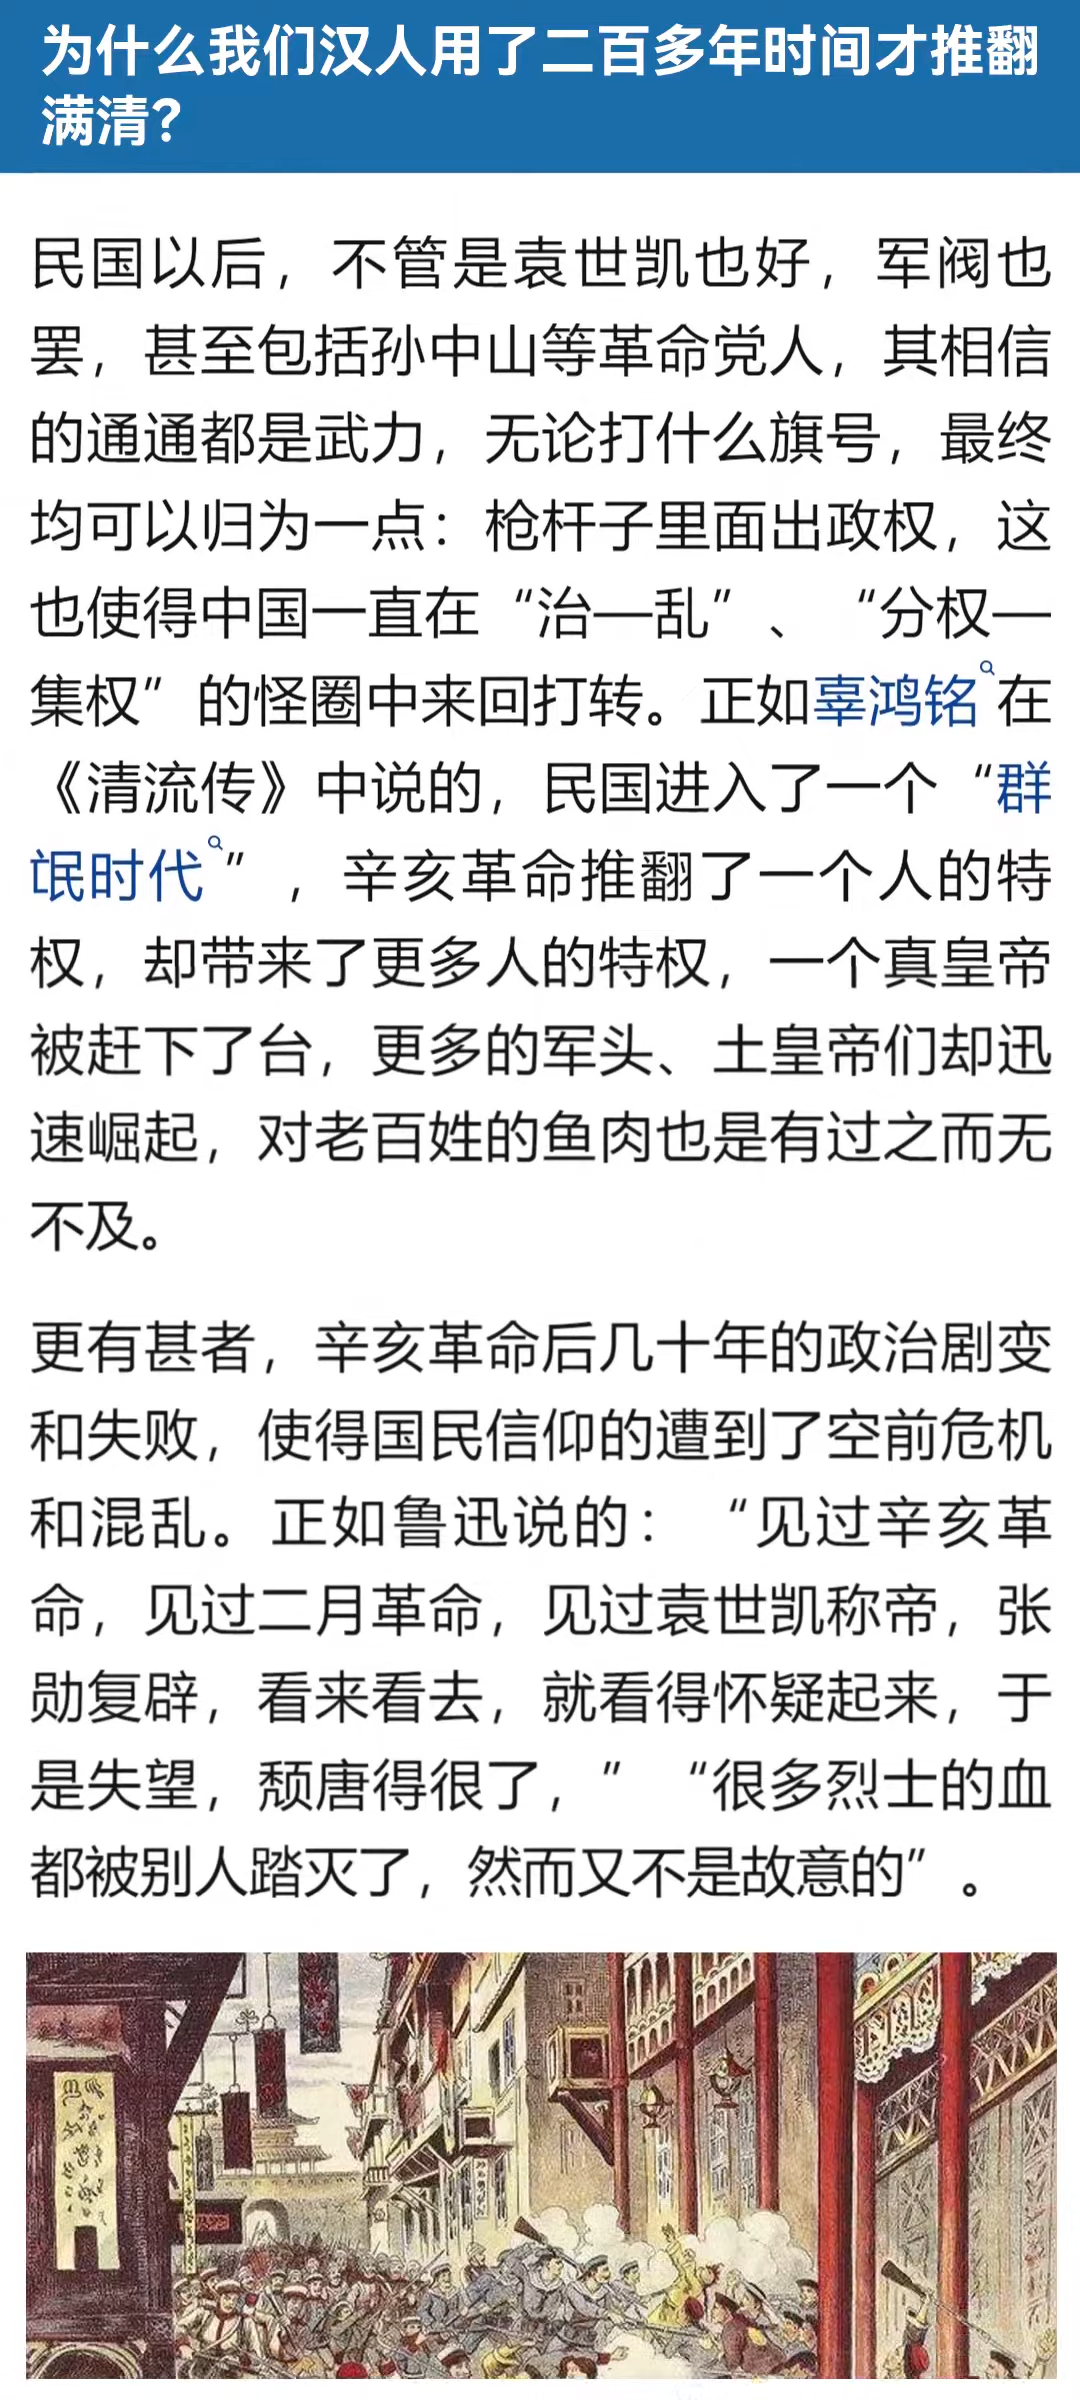 为什么我们汉人用了二百多年时间才推翻
满清？
民国以后，不管是袁世凯也好，军阀也
罢，甚至包括孙中山等革命党人，其相信
的通通都是武力，无论打什么旗号，最终
均可以归为一点：枪杆子里面出政权，这
也使得中国一直在“治—乱”、“分权—
集权”的怪圈中来回打转。正如辜鸿铭在
《清流传》中说的，民国进入了一个“群
氓时代”，辛亥革命推翻了一个人的特
权，却带来了更多人的特权，一个真皇帝
被赶下了台，更多的军头、土皇帝们却迅
速崛起，对老百姓的鱼肉也是有过之而无
不及。
更有甚者，辛亥革命后几十年的政治剧变
和失败，使得国民信仰的遭到了空前危机
和混乱。正如鲁迅说的：“见过辛亥革
命，见过二月革命，见过袁世凯称帝，张
勋复辟，看来看去，就看得怀疑起来，于
是失望，颓唐得很了，”“很多烈士的血
都被别人踏灭了，然而又不是故意的”。